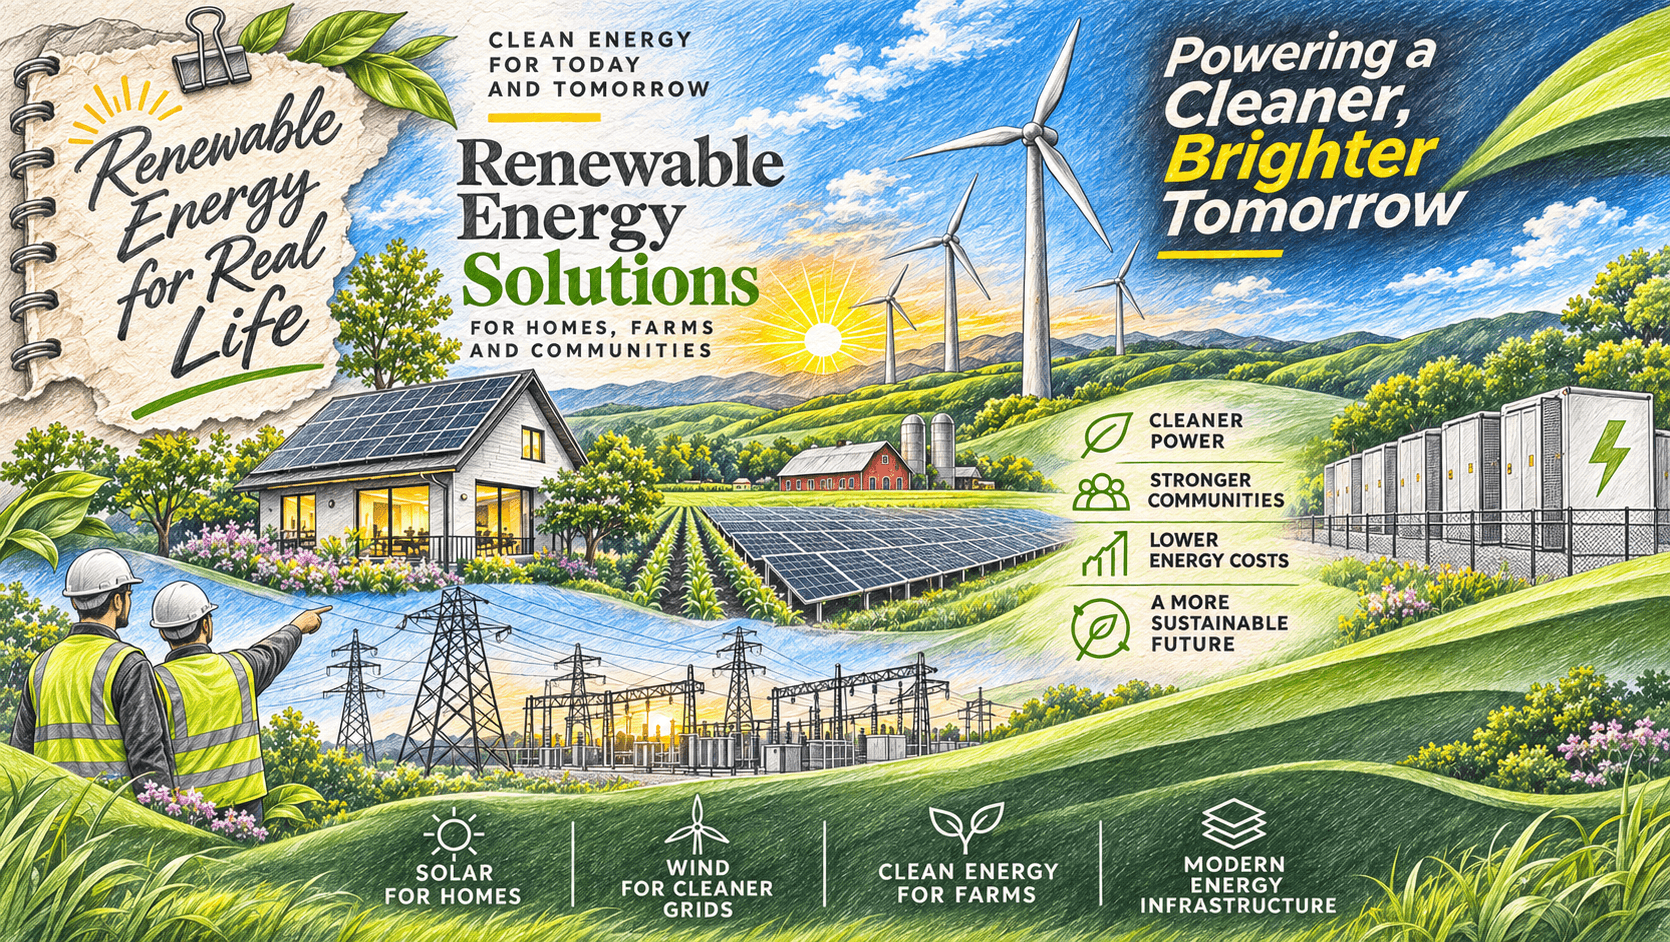 Renewable
Energy
for Real
Life
CLEAN ENERGY
FOR TODAY
AND TOMORROW
Renewable
Energy
Solutions
FOR HOMES, FARMS
AND COMMUNITIES
Powering a
Cleaner,
Brighter
Tomorrow
CLEANER
POWER
STRONGER
COMMUNITIES
LOWER
ENERGY COSTS
A MORE
SUSTAINABLE
FUTURE
SOLAR
FOR HOMES
WIND
FOR CLEANER
GRIDS
CLEAN ENERGY
FOR FARMS
MODERN
ENERGY
INFRASTRUCTURE